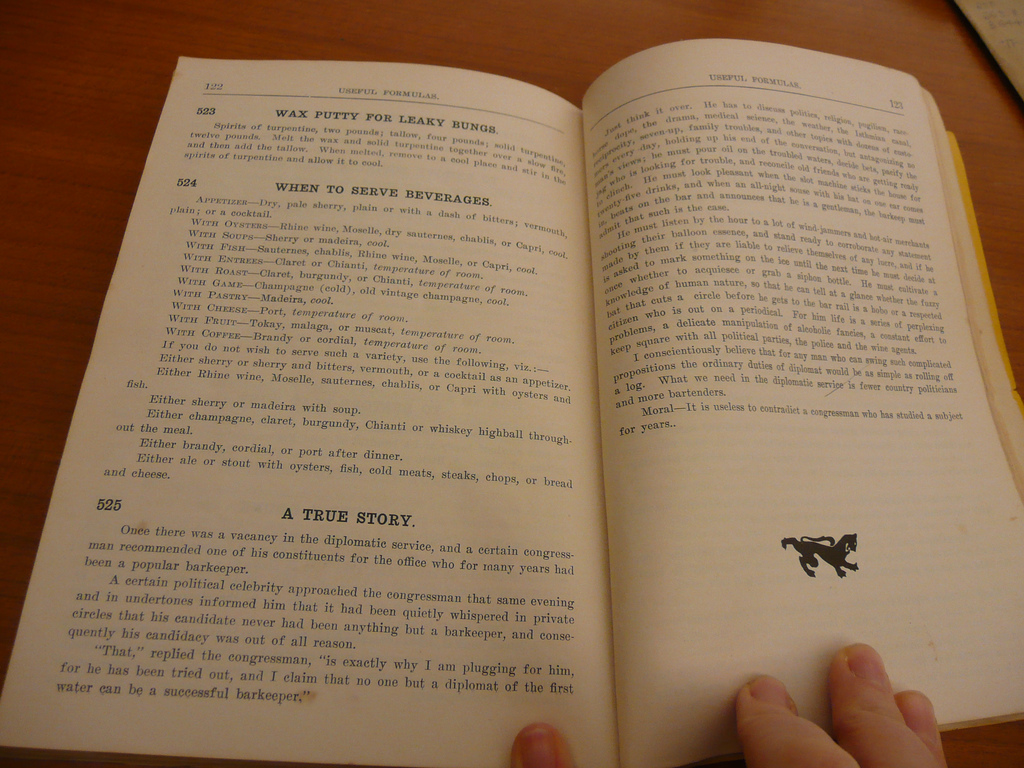 122
USEFUL FORMULAS.
523 WAX PUTTY FOR LEAKY BUNGS.
Spirits of turpentine, two pounds; tallow, four pounds; solid turpentine,
twelve pounds. Melt the wax and solid turpentine together over a slow fire,
and then add the tallow. When melted, remove to a cool place and stir in the
spirits of turpentine and allow it to cool.
524 WHEN TO SERVE BEVERAGES.
APPETIZER—Dry, pale sherry, plain or with a dash of bitters; vermouth,
plain; or a cocktail.
WITH OYSTERS—Rhine wine, Moselle, dry sauternes, chablis, or Capri, cool.
WITH SOUPS—Sherry or madeira, cool.
WITH FISH—Sauternes, chablis, Rhine wine, Moselle, or Capri, cool.
WITH ENTREES—Claret or Chianti, temperature of room.
WITH ROAST—Claret, burgundy, or Chianti, temperature of room.
WITH GAME—Champagne (cold), old vintage champagne, cool.
WITH PASTRY—Madeira, cool.
WITH CHEESE—Port, temperature of room.
WITH FRUIT—Tokay, malaga, or muscat, temperature of room.
WITH COFFEE—Brandy or cordial, temperature of room.
If you do not wish to serve such a variety, use the following, viz.:—
Either sherry or sherry and bitters, vermouth, or a cocktail as an appetizer.
Either Rhine wine, Moselle, sauternes, chablis, or Capri with oysters and
fish.
Either sherry or madeira with soup.
Either champagne, claret, burgundy, Chianti or whiskey highball through-
out the meal.
Either brandy, cordial, or port after dinner.
Either ale or stout with oysters, fish, cold meats, steaks, chops, or bread
and cheese.
525 A TRUE STORY.
Once there was a vacancy in the diplomatic service, and a certain congress-
man recommended one of his constituents for the office who for many years had
been a popular barkeeper.
A certain political celebrity approached the congressman that same evening
and in undertones informed him that it had been quietly whispered in private
circles that his candidate never had been anything but a barkeeper, and conse-
quently his candidacy was out of all reason.
"That," replied the congressman, "is exactly why I am plugging for him,
for he has been tried out, and I claim that no one but a diplomat of the first
water can be a successful barkeeper."
USEFUL FORMULAS.
123
Just think it over. He has to discuss politics, religion, pugilism, race-
horse dope, the drama, medical science, the weather, the Isthmian canal,
reciprocity, seven-up, family troubles, and other topics with dozens of custo-
mers every day, holding up his end of the conversation, but antagonizing no
man's views; he must pour oil on the troubled waters, decide bets, pacify the
guy who is looking for trouble, and reconcile old friends who are getting ready
to clinch. He must look pleasant when the slot machine sticks the house for
twenty-five drinks, and when an all-night souse with his hat on one ear comes
beats on the bar and announces that he is a gentleman, the barkeep must
admit that such is the case.
He must listen by the hour to a lot of wind-jammers and hot-air merchants
shooting their balloon essence, and stand ready to corroborate any statement
made by them if they are liable to relieve themselves of any lucre, and if he
is asked to mark something on the ice until the next time he must decide at
once whether to acquiesce or grab a siphon bottle. He must cultivate a
knowledge of human nature, so that he can tell at a glance whether the fuzzy
hat that cuts a circle before he gets to the bar rail is a hobo or a respected
citizen who is out on a periodical. For him life is a series of perplexing
problems, a delicate manipulation of alcoholic fancies, a constant effort to
keep square with all political parties, the police and the wine agents.
I conscientiously believe that for any man who can swing such complicated
propositions the ordinary duties of diplomat would be as simple as rolling off
a log. What we need in the diplomatic service is fewer country politicians
and more bartenders.
Moral—It is useless to contradict a congressman who has studied a subject
for years..